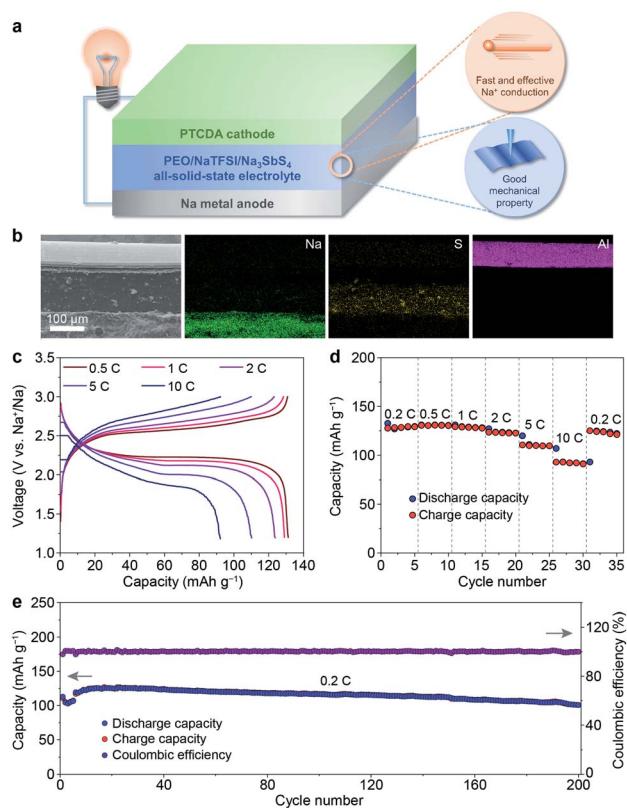 a
PTCDA cathode
PEO/NaTFSI/Na₃SbS₄
all-solid-state electrolyte
Na metal anode
Fast and effective
Na⁺ conduction
Good
mechanical
property
b
100 μm
Na
S
Al
c
0.5 C 1 C 2 C
5 C 10 C
Voltage (V vs. Na⁺/Na)
3.5
3.0
2.5
2.0
1.5
1.0
0 20 40 60 80 100 120 140
Capacity (mAh g⁻¹)
d
Capacity (mAh g⁻¹)
200
150
100
50
0
0.2 C 0.5 C 1 C 2 C 5 C 10 C 0.2 C
Discharge capacity
Charge capacity
0 5 10 15 20 25 30 35
Cycle number
e
Capacity (mAh g⁻¹)
250
200
150
100
50
0
0.2 C
Discharge capacity
Charge capacity
Coulombic efficiency
0 40 80 120 160 200
Cycle number
120
90
60
30
0
Coulombic efficiency (%)